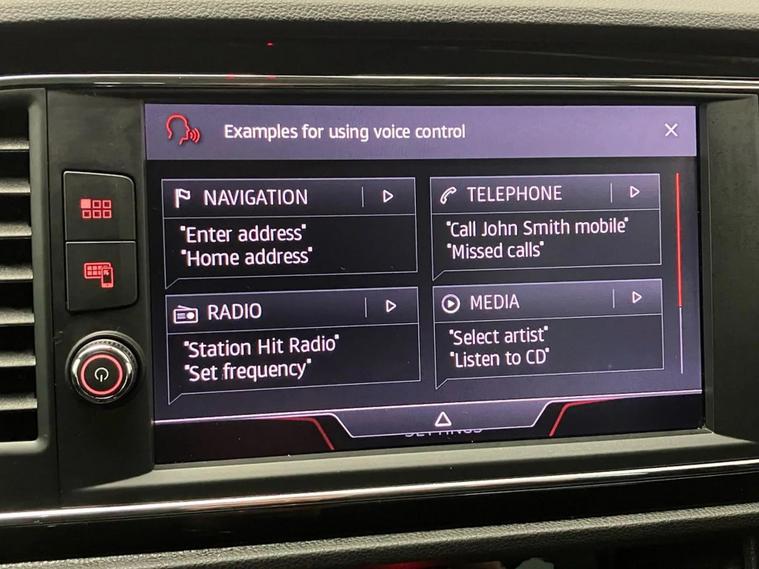 Examples for using voice control
NAVIGATION
"Enter address"
"Home address"
TELEPHONE
"Call John Smith mobile"
"Missed calls"
RADIO
"Station Hit Radio"
"Set frequency"
MEDIA
"Select artist"
"Listen to CD"